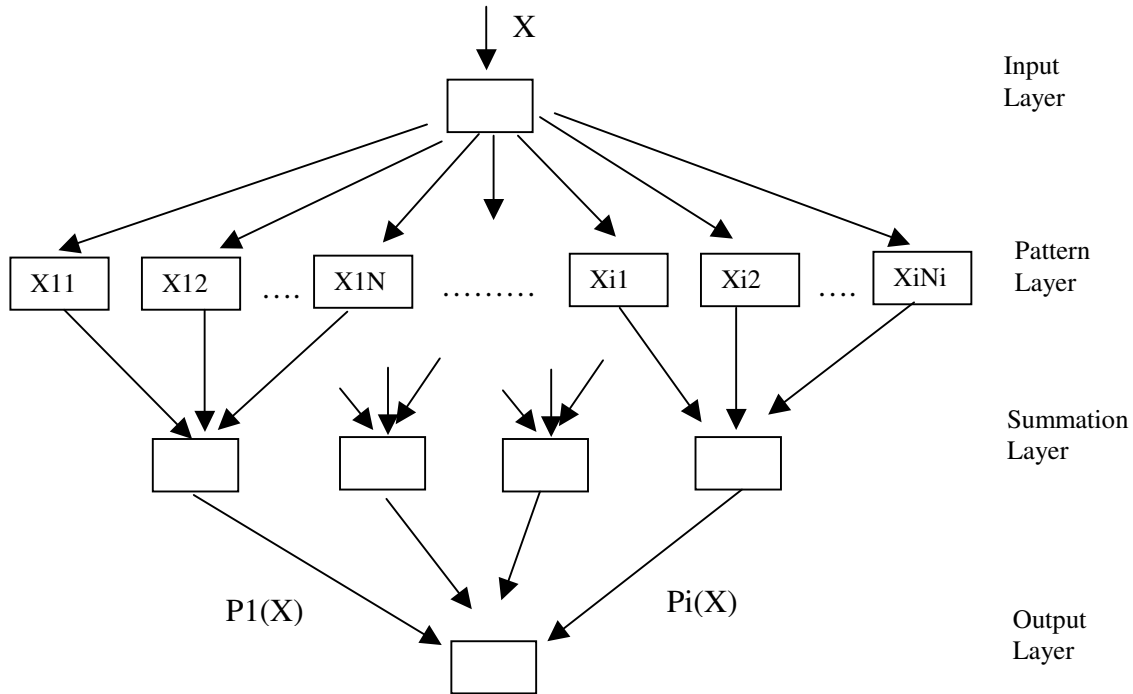 X
Input
Layer
X11
X12
....
X1N
.........
Xi1
Xi2
....
XiNi
Pattern
Layer
Summation
Layer
P1(X)
Pi(X)
Output
Layer